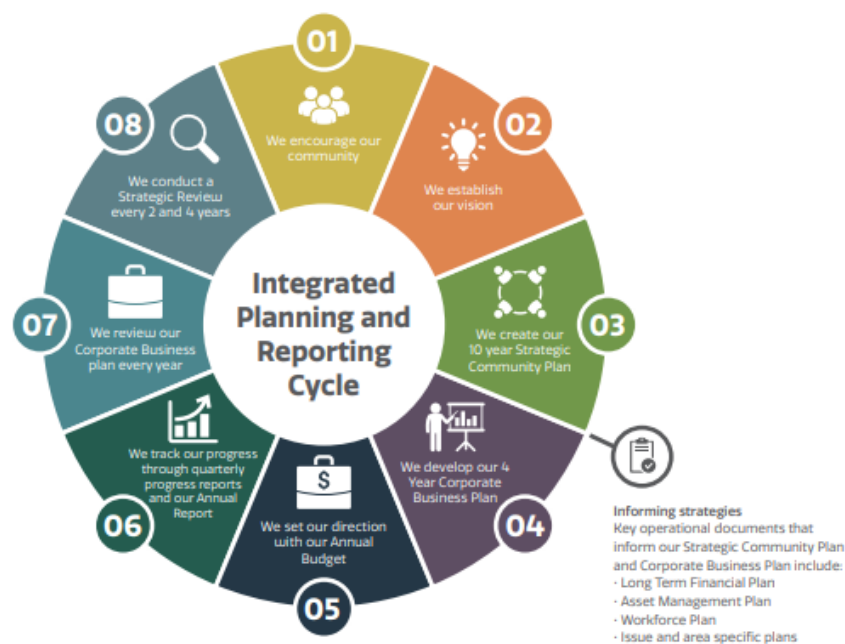 Integrated
Planning and
Reporting
Cycle
01
We encourage our
community
02
We establish
our vision
03
We create our
10 year Strategic
Community Plan
04
We develop our 4
Year Corporate
Business Plan
05
$
We set our direction
with our Annual
Budget
06
We track our progress
through quarterly
progress reports
and our Annual
Report
07
We review our
Corporate Business
plan every year
08
We conduct a
Strategic Review
every 2 and 4 years
Informing strategies
Key operational documents that
inform our Strategic Community Plan
and Corporate Business Plan include:
· Long Term Financial Plan
· Asset Management Plan
· Workforce Plan
· Issue and area specific plans